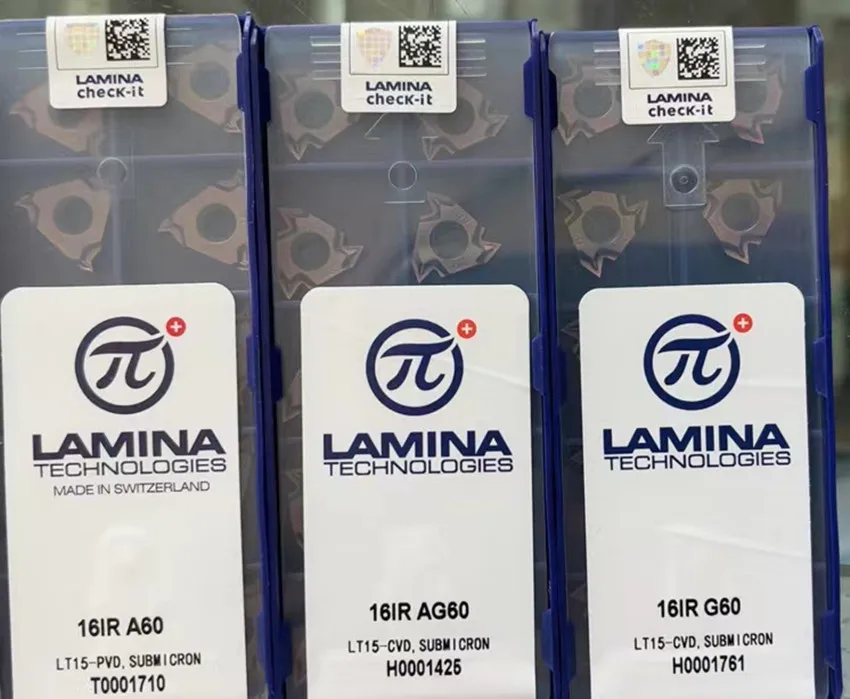 LAMINA
checK-it
π
LAMINA
TECHNOLOGIES
MADE IN SWITZERLAND
16IR A60
LT15-PVD, SUBMICRON
T0001710
LAMINA
checK-it
π
LAMINA
TECHNOLOGIES
16IR AG60
LT15-CVD, SUBMICRON
H0001425
LAMINA
checK-it
π
LAMINA
TECHNOLOGIES
16IR G60
LT15-CVD, SUBMICRON
H0001761